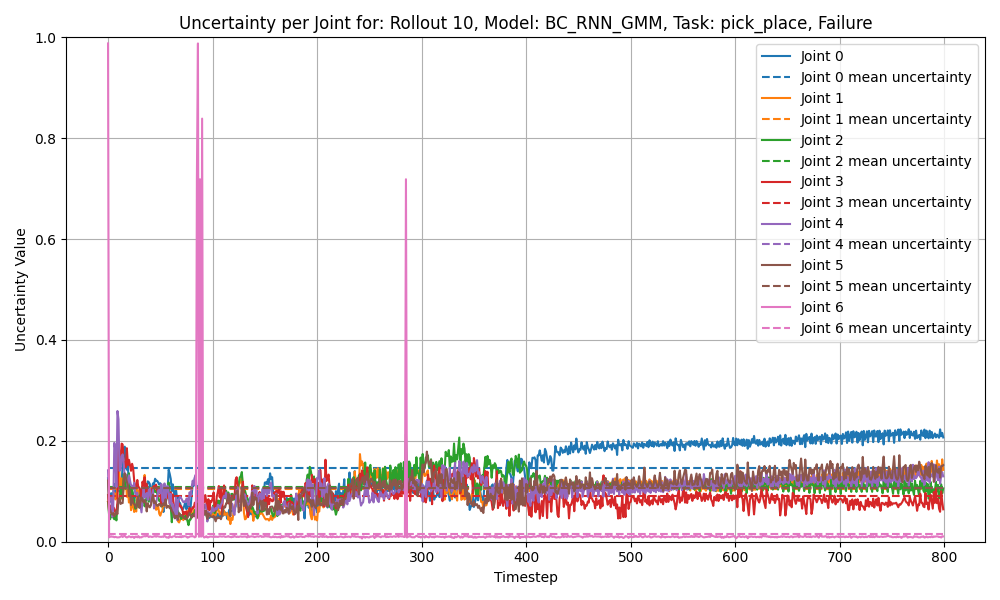 Uncertainty per Joint for: Rollout 10, Model: BC_RNN_GMM, Task: pick_place, Failure
1.0
0.8
0.6
0.4
0.2
0.0
Uncertainty Value
Joint 0
Joint 0 mean uncertainty
Joint 1
Joint 1 mean uncertainty
Joint 2
Joint 2 mean uncertainty
Joint 3
Joint 3 mean uncertainty
Joint 4
Joint 4 mean uncertainty
Joint 5
Joint 5 mean uncertainty
Joint 6
Joint 6 mean uncertainty
0 100 200 300 400 500 600 700 800
Timestep